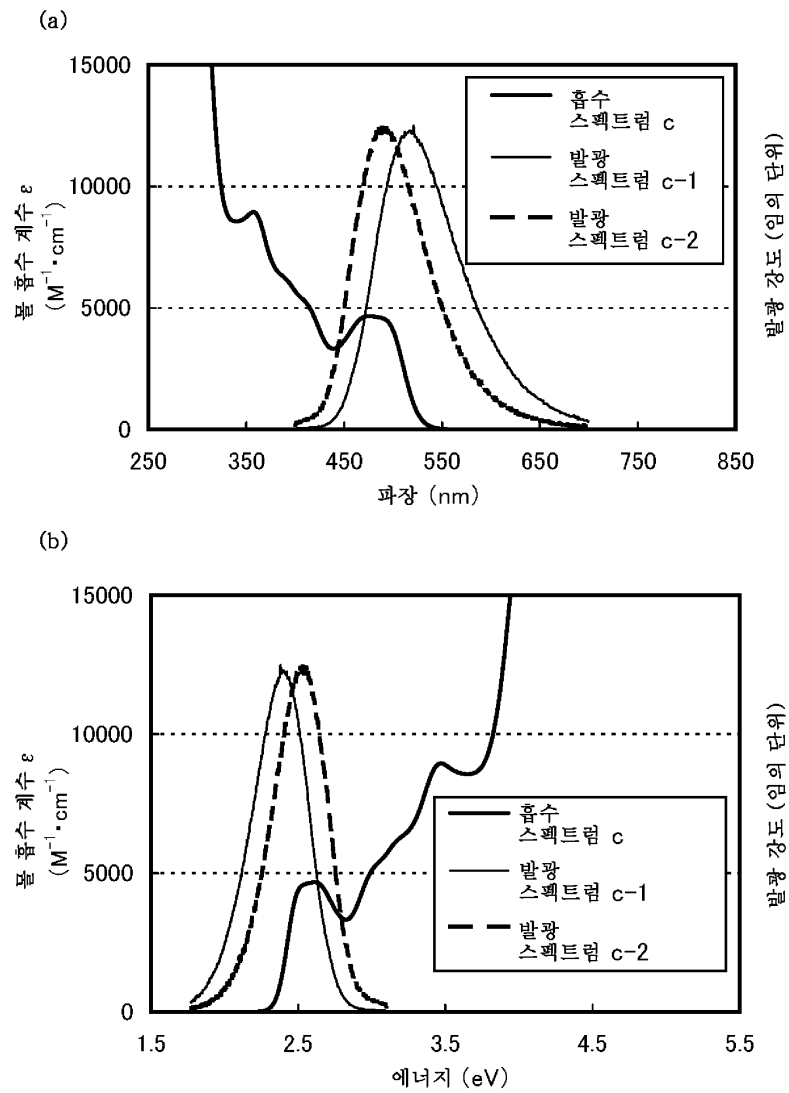 (a)
15000
10000
5000
0
몰 흡수 계수 ε
(M⁻¹·cm⁻¹)
흡수
스펙트럼 c
발광
스펙트럼 c-1
발광
스펙트럼 c-2
발광 강도(임의 단위)
250 350 450 550 650 750 850
파장 (nm)
(b)
15000
10000
5000
0
몰 흡수 계수 ε
(M⁻¹·cm⁻¹)
흡수
스펙트럼 c
발광
스펙트럼 c-1
발광
스펙트럼 c-2
발광 강도(임의 단위)
1.5 2.5 3.5 4.5 5.5
에너지 (eV)